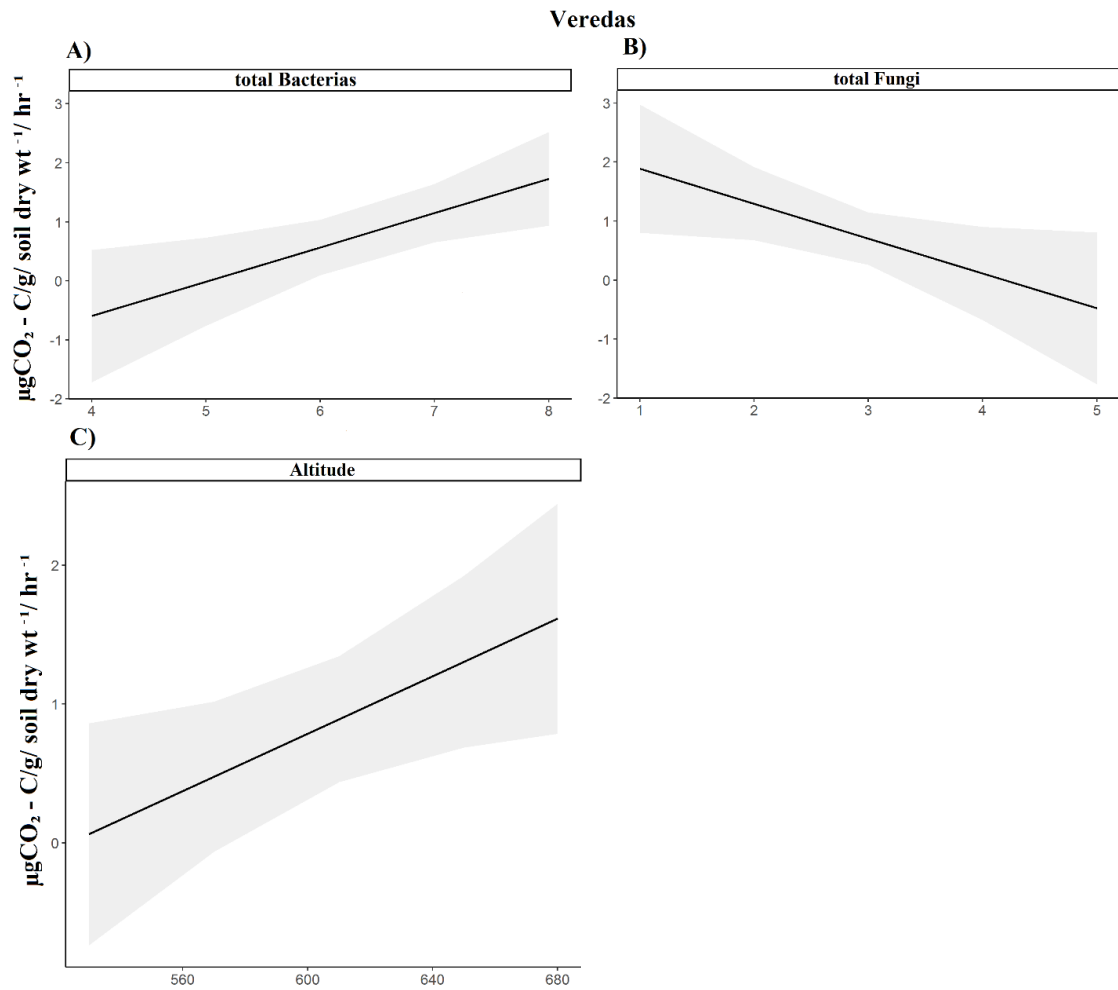 Veredas
A)
B)
total Bacterias
total Fungi
µgCO₂ - C/g/ soil dry wt ⁻¹/ hr ⁻¹
3
2
1
0
-1
-2
4 5 6 7 8
3
2
1
0
-1
-2
1 2 3 4 5
C)
Altitude
µgCO₂ - C/g/ soil dry wt ⁻¹/ hr ⁻¹
2
1
0
560 600 640 680